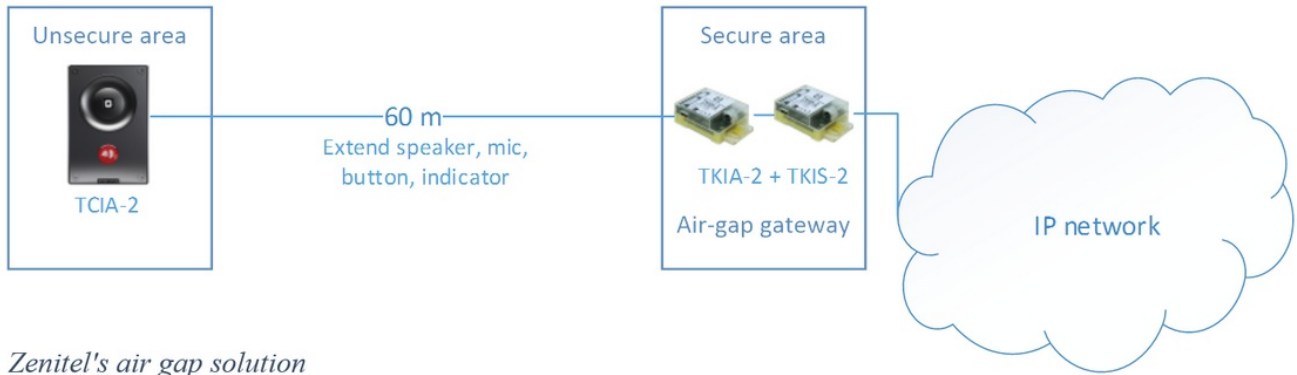 Unsecure area
TCIA-2
60 m
Extend speaker, mic,
button, indicator
Secure area
TKIA-2 + TKIS-2
Air-gap gateway
IP network
Zenitel's air gap solution